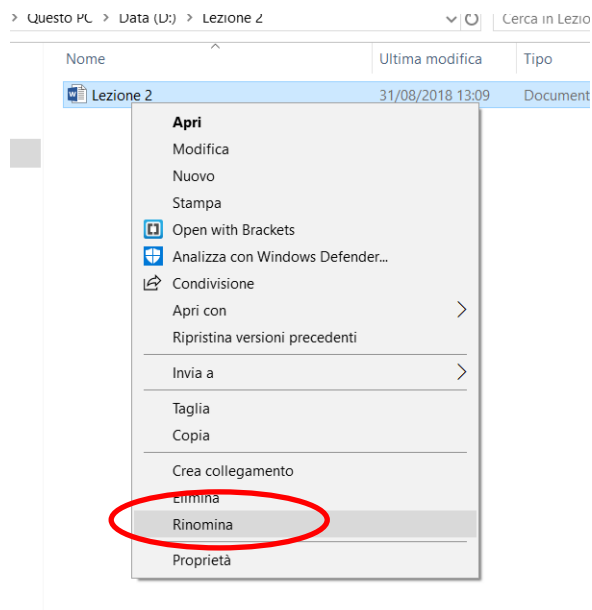 > Questo PC > Data (D:) > Lezione 2 Cerca in Lezio
Nome Ultima modifica Tipo
Lezione 2 31/08/2018 13:09 Document
Apri
Modifica
Nuovo
Stampa
Open with Brackets
Analizza con Windows Defender...
Condivisione
Apri con
Ripristina versioni precedenti
Invia a
Taglia
Copia
Crea collegamento
Elimina
Rinomina
Proprietà